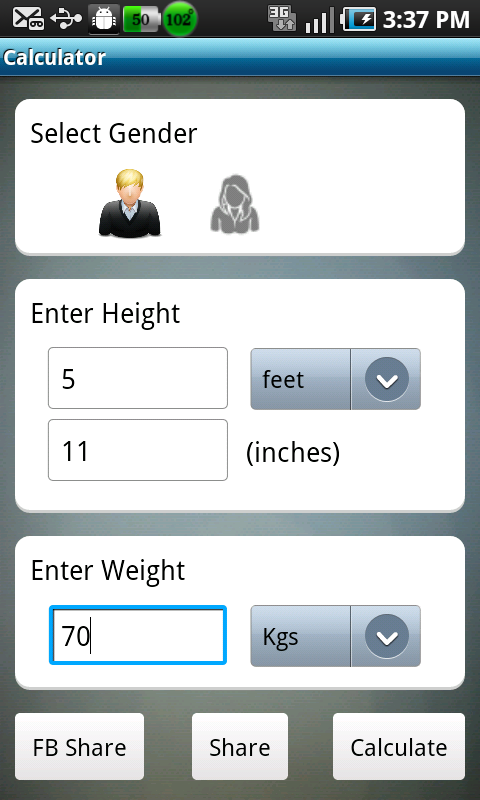 50 102° 3G 3:37 PM
Calculator
Select Gender
Enter Height
5 feet
11 (inches)
Enter Weight
70 Kgs
FB Share Share Calculate